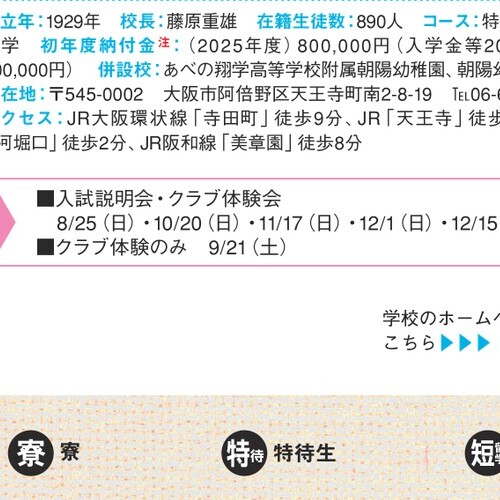 立年：1929年　校長：藤原重雄　在籍生徒数：890人　コース：特
学　初年度納付金注：（2025年度）800,000円（入学金等20
00,000円）　併設校：あべの翔学高等学校附属朝陽幼稚園、朝陽幼
在地：〒545-0002　大阪市阿倍野区天王寺町南2-8-19　℡06-6
クセス：JR大阪環状線「寺田町」徒歩9分、JR「天王寺」徒歩
河堀口」徒歩2分、JR阪和線「美章園」徒歩8分
■入試説明会・クラブ体験会
8/25（日）・10/20（日）・11/17（日）・12/1（日）・12/15
■クラブ体験のみ　9/21（土）
学校のホームペ
こちら▶▶▶
寮 寮　特待 特待生　短